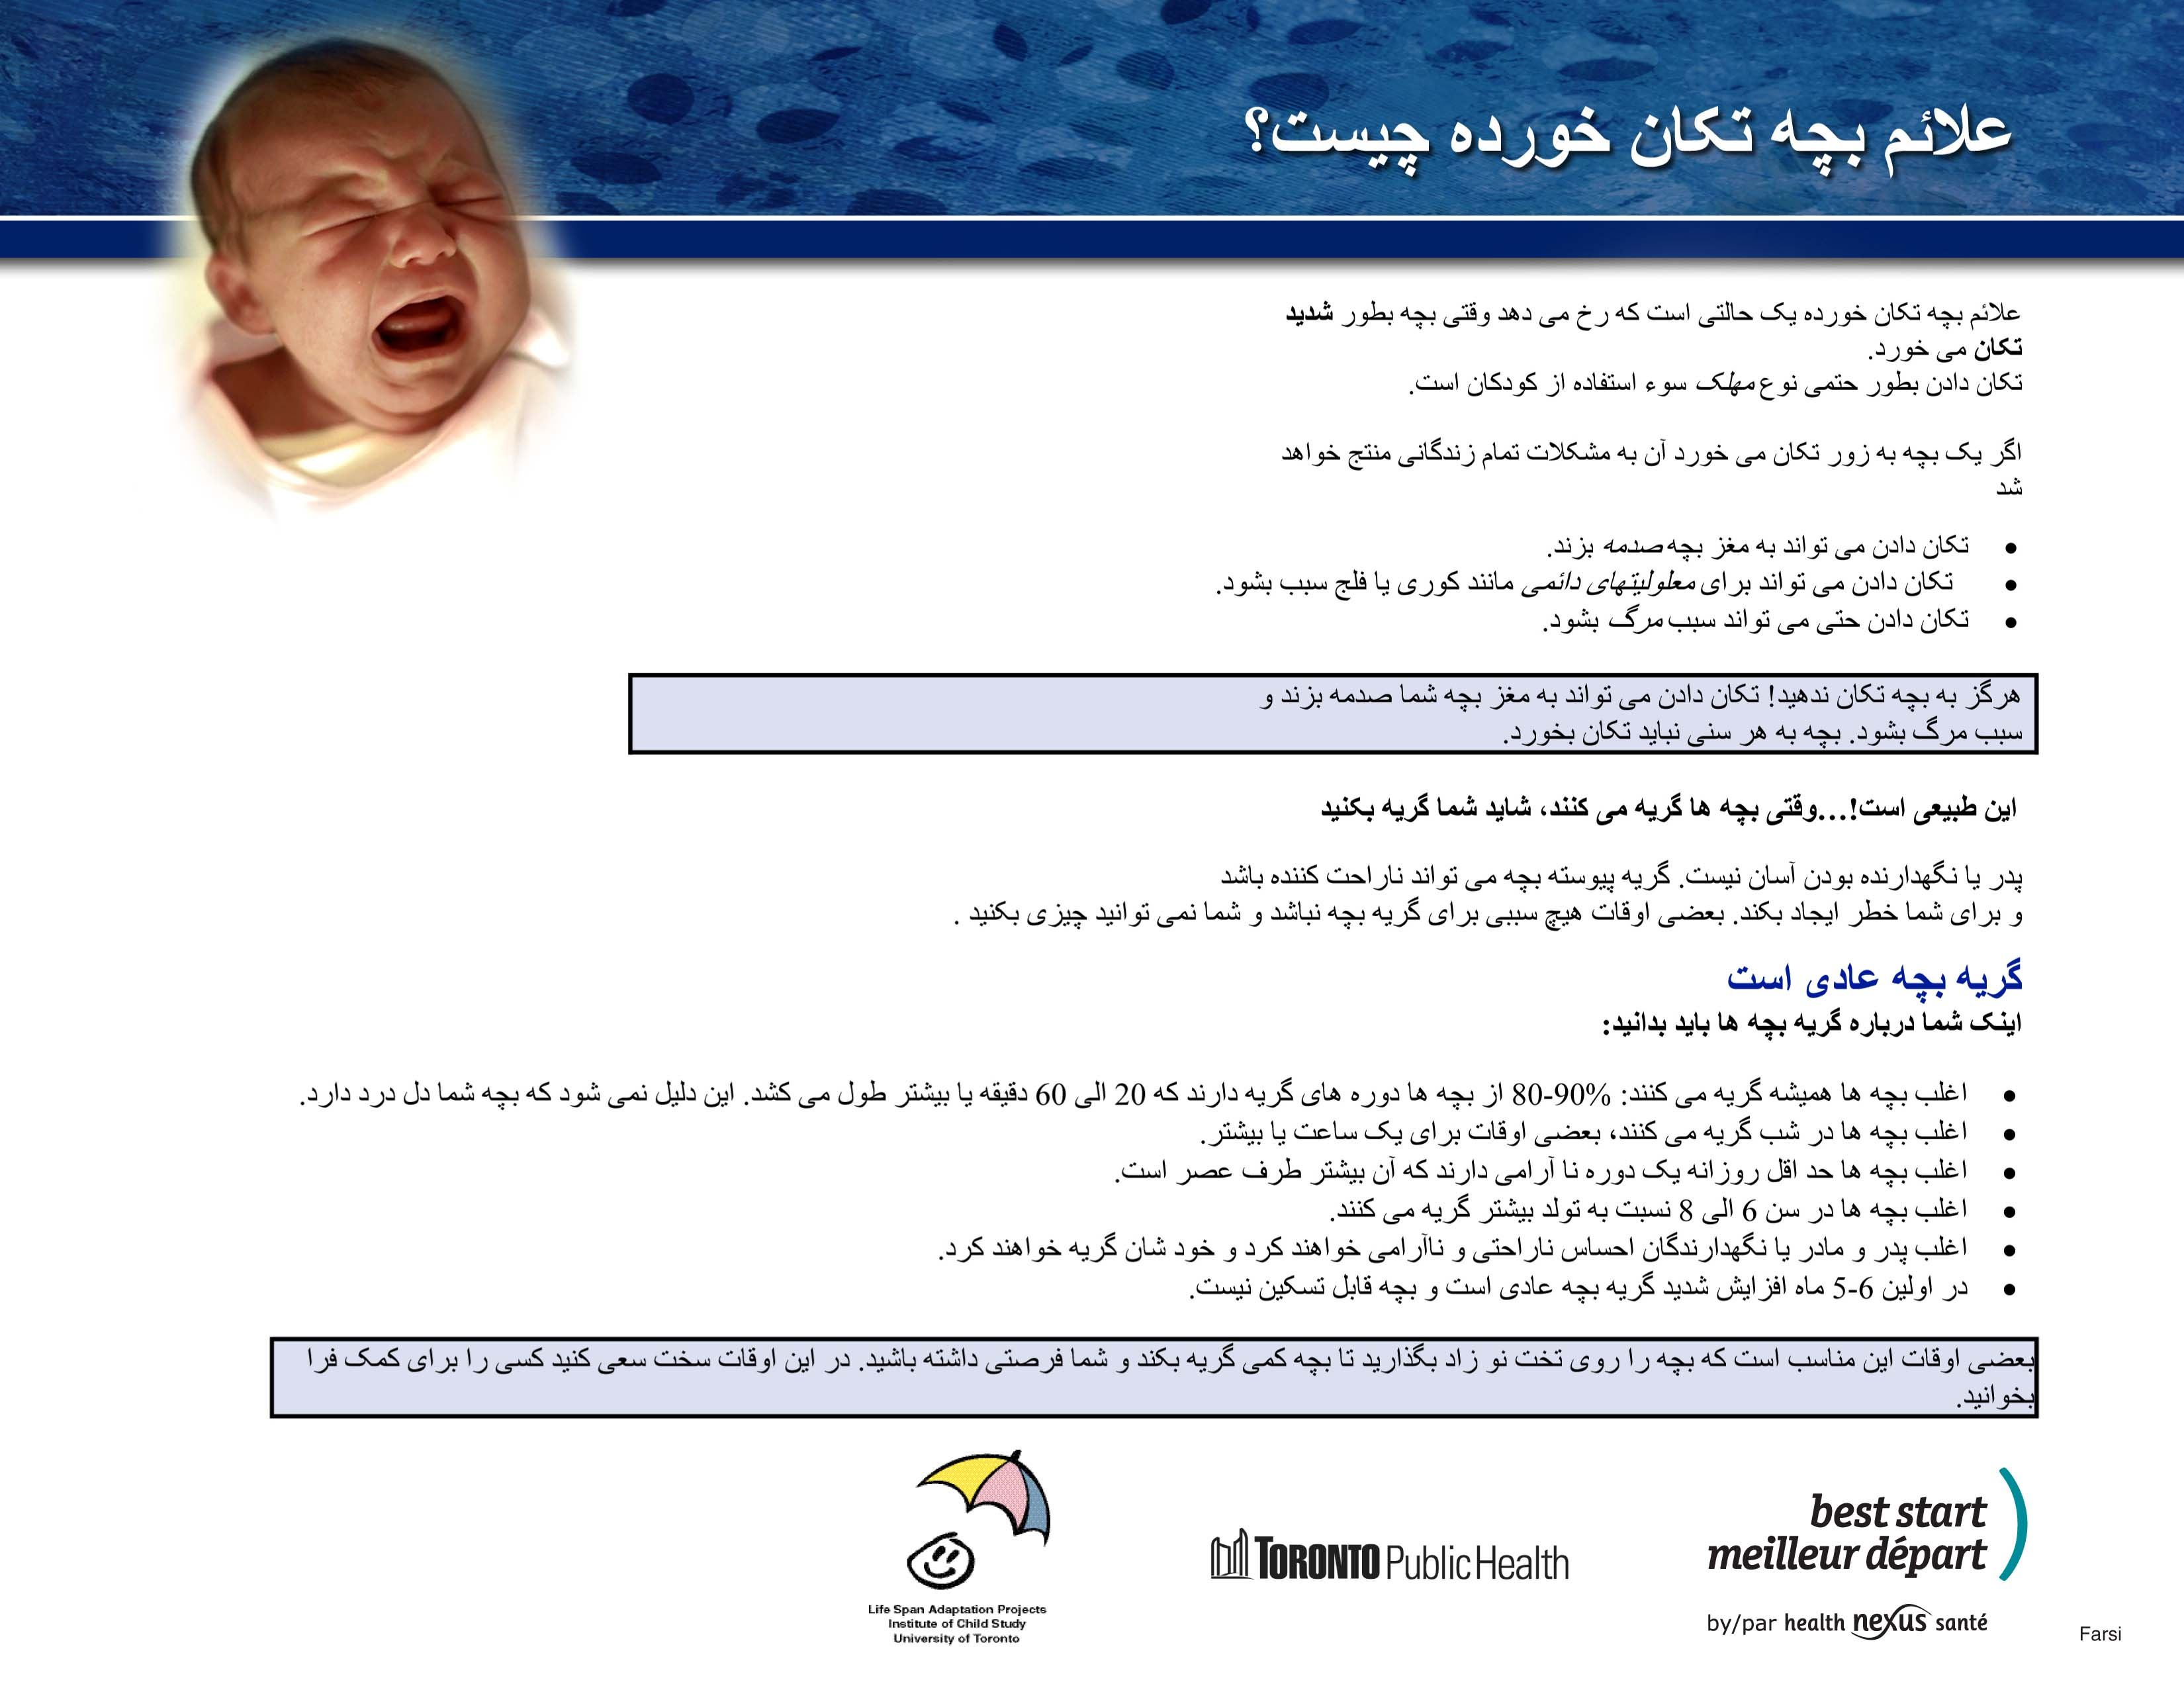 علائم بچه تکان خورده چیست؟
علائم بچه تکان خورده یک حالتی است که رخ می دهد وقتی بچه بطور شدید
تکان می خورد.
تکان دادن بطور حتمی نوع مهلک سوء استفاده از کودکان است.
اگر یک بچه به زور تکان می خورد آن به مشکلات تمام زندگانی منتج خواهد
شد
• تکان دادن می تواند به مغز بچه صدمه بزند.
• تکان دادن می تواند برای معلولیتهای دائمی مانند کوری یا فلج سبب بشود.
• تکان دادن حتی می تواند سبب مرگ بشود.
هرگز به بچه تکان ندهید! تکان دادن می تواند به مغز بچه شما صدمه بزند و
سبب مرگ بشود. بچه به هر سنی نباید تکان بخورد.
این طبیعی است!...وقتی بچه ها گریه می کنند، شاید شما گریه بکنید
پدر یا نگهدارنده بودن آسان نیست. گریه پیوسته بچه می تواند ناراحت کننده باشد
و برای شما خطر ایجاد بکند. بعضی اوقات هیچ سببی برای گریه بچه نباشد و شما نمی توانید چیزی بکنید .
گریه بچه عادی است
اینک شما درباره گریه بچه ها باید بدانید:
• اغلب بچه ها همیشه گریه می کنند: 80-90% از بچه ها دوره های گریه دارند که 20 الی 60 دقیقه یا بیشتر طول می کشد. این دلیل نمی شود که بچه شما دل درد دارد.
• اغلب بچه ها در شب گریه می کنند، بعضی اوقات برای یک ساعت یا بیشتر.
• اغلب بچه ها حد اقل روزانه یک دوره نا آرامی دارند که آن بیشتر طرف عصر است.
• اغلب بچه ها در سن 6 الی 8 نسبت به تولد بیشتر گریه می کنند.
• اغلب پدر و مادر یا نگهدارندگان احساس ناراحتی و ناآرامی خواهند کرد و خود شان گریه خواهند کرد.
• در اولین 6-5 ماه افزایش شدید گریه بچه عادی است و بچه قابل تسکین نیست.
بعضی اوقات این مناسب است که بچه را روی تخت نو زاد بگذارید تا بچه کمی گریه بکند و شما فرصتی داشته باشید. در این اوقات سخت سعی کنید کسی را برای کمک فرا
بخوانید.
Life Span Adaptation Projects
Institute of Child Study
University of Toronto
TORONTO Public Health
best start
meilleur départ
by/par health nexus santé
Farsi